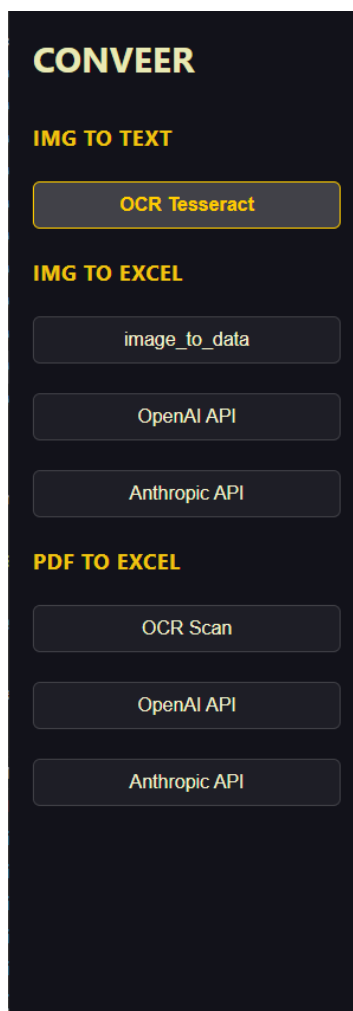 CONVEER
IMG TO TEXT
OCR Tesseract
IMG TO EXCEL
image_to_data
OpenAI API
Anthropic API
PDF TO EXCEL
OCR Scan
OpenAI API
Anthropic API